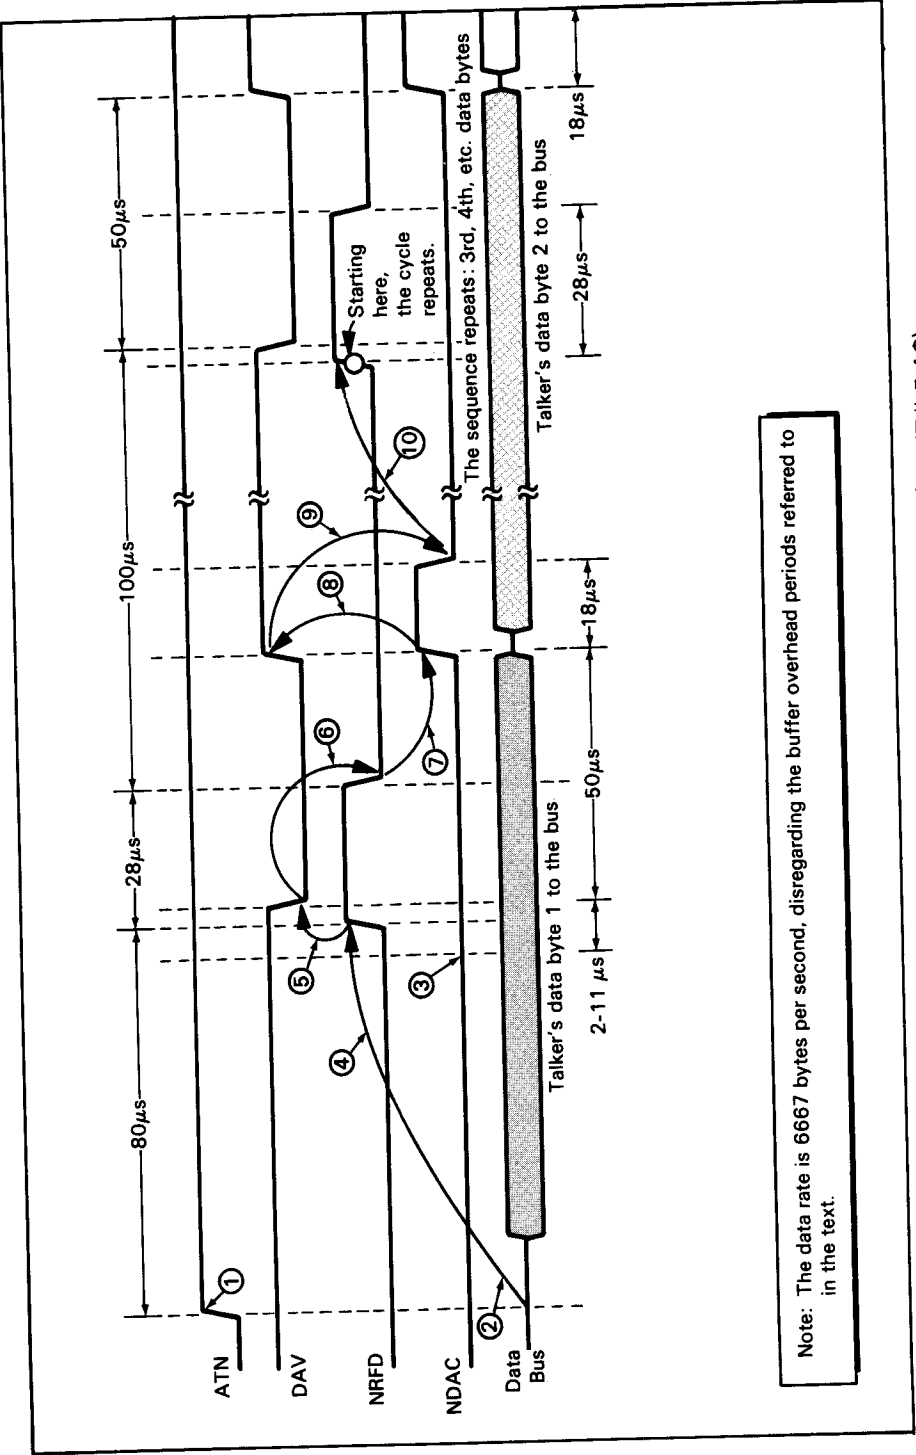 50μs
100μs
28μs
80μs
ATN
DAV
NRFD
NDAC
Data
Bus
①
②
③
④
⑤
⑥
⑦
⑧
⑨
⑩
Starting
here,
the cycle
repeats.
The sequence repeats: 3rd, 4th, etc. data bytes
Talker's data byte 1 to the bus
Talker's data byte 2 to the bus
2-11 μs
50μs
18μs
28μs
18μs
Note: The data rate is 6667 bytes per second, disregarding the buffer overhead periods referred to
in the text.